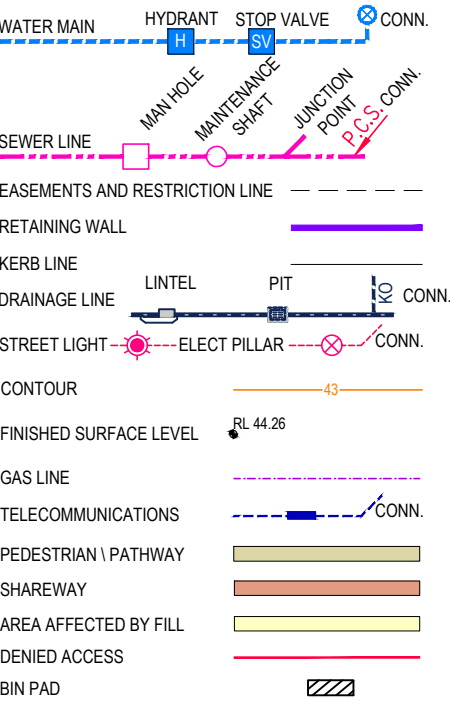 WATER MAIN HYDRANT STOP VALVE CONN.
H SV
MAN HOLE
MAINTENANCE
SHAFT
JUNCTION
POINT
P.C.S. CONN.
SEWER LINE
EASEMENTS AND RESTRICTION LINE
RETAINING WALL
KERB LINE
LINTEL PIT
DRAINAGE LINE KO CONN.
STREET LIGHT ELECT PILLAR CONN.
CONTOUR 43
FINISHED SURFACE LEVEL RL 44.26
GAS LINE
TELECOMMUNICATIONS CONN.
PEDESTRIAN \ PATHWAY
SHAREWAY
AREA AFFECTED BY FILL
DENIED ACCESS
BIN PAD